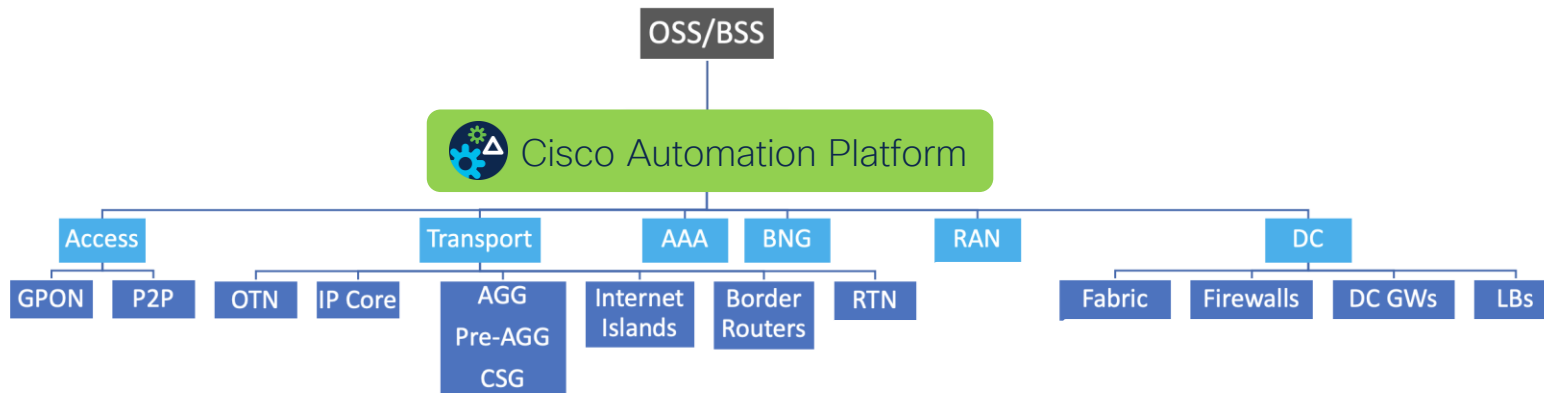 OSS/BSS
Cisco Automation Platform
Access
Transport
AAA
BNG
RAN
DC
GPON
P2P
OTN
IP Core
AGG
Pre-AGG
CSG
Internet
Islands
Border
Routers
RTN
Fabric
Firewalls
DC GWs
LBs